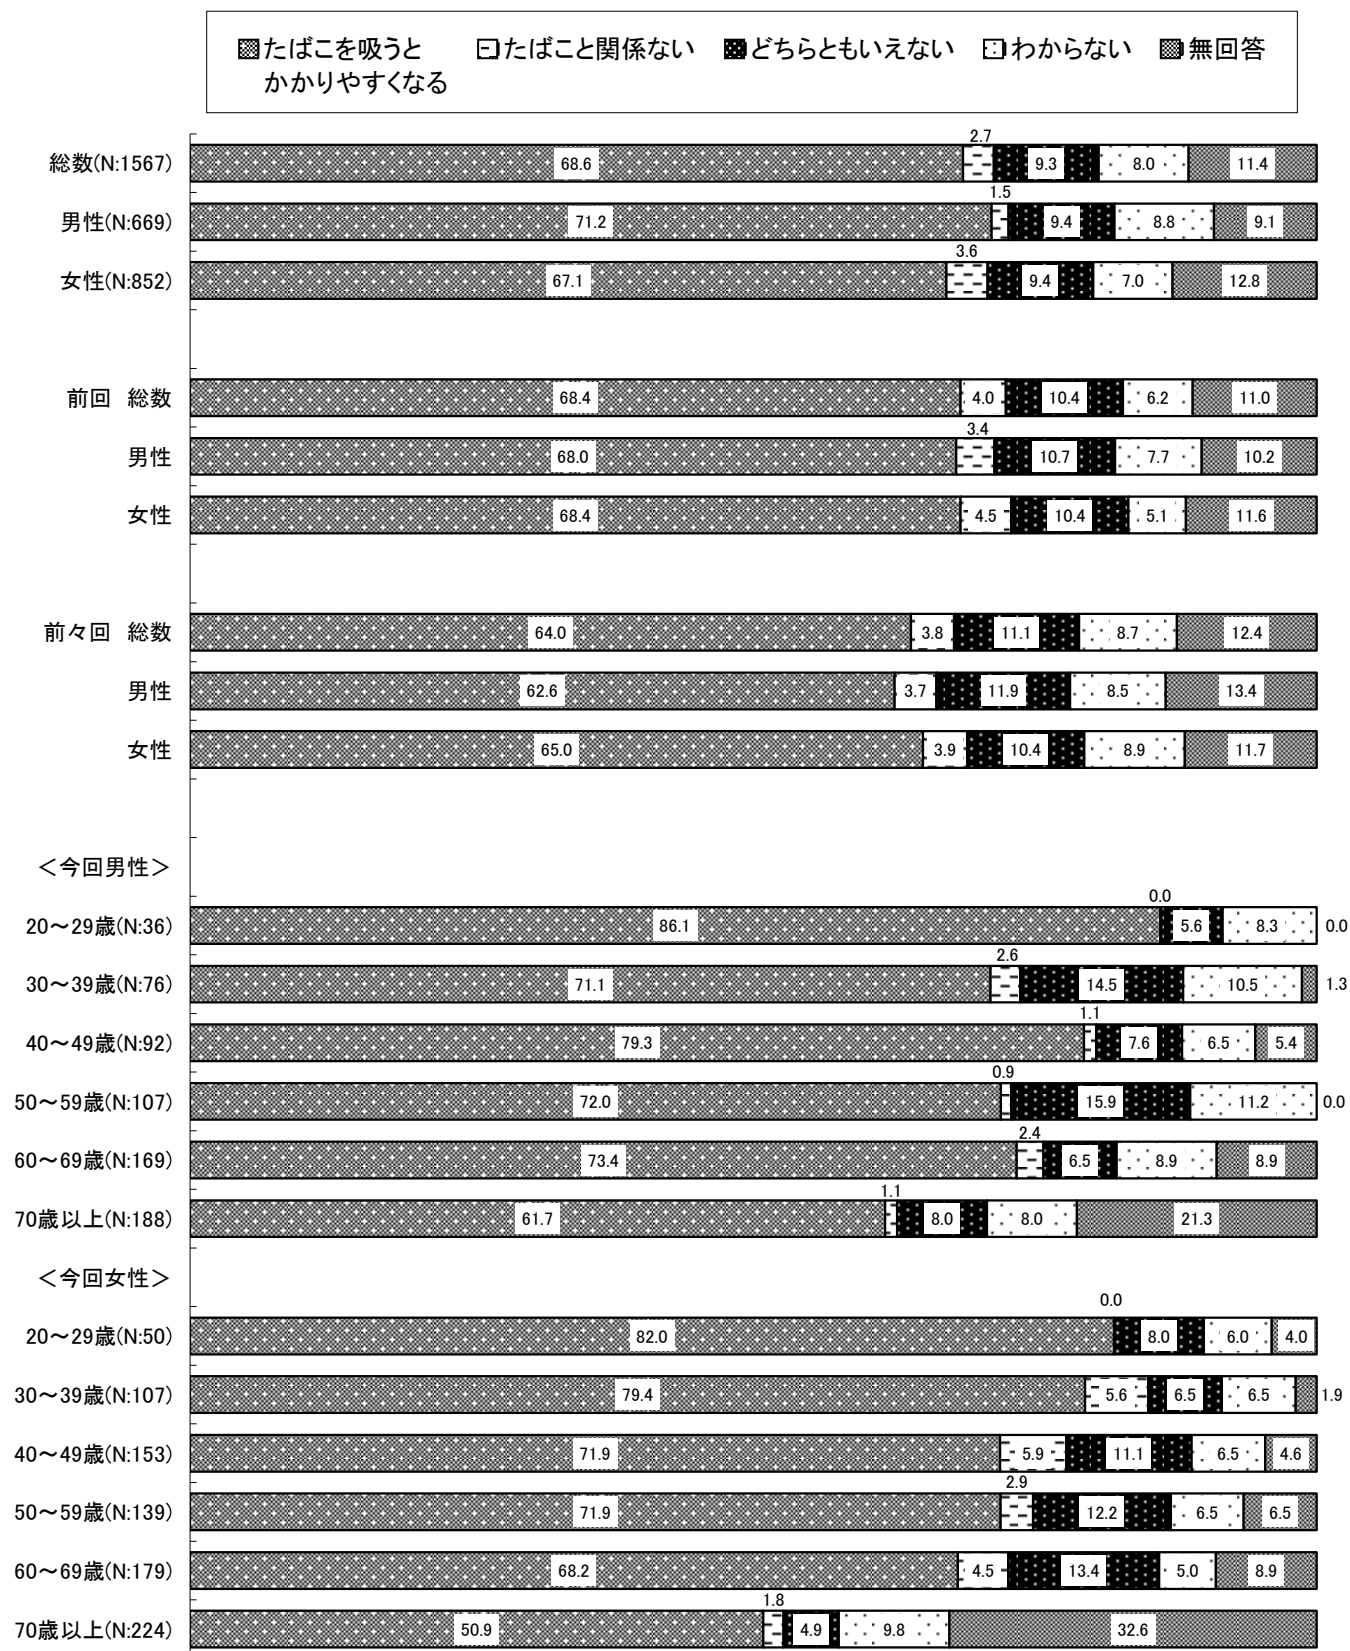 たばこを吸うと たばこと関係ない どちらともいえない わからない 無回答
かかりやすくなる
2.7
総数(N:1567) 68.6 9.3 8.0 11.4
1.5
男性(N:669) 71.2 9.4 8.8 9.1
3.6
女性(N:852) 67.1 9.4 7.0 12.8
前回 総数 68.4 4.0 10.4 6.2 11.0
3.4
男性 68.0 10.7 7.7 10.2
女性 68.4 4.5 10.4 5.1 11.6
前々回 総数 64.0 3.8 11.1 8.7 12.4
男性 62.6 3.7 11.9 8.5 13.4
女性 65.0 3.9 10.4 8.9 11.7
＜今回男性＞
0.0
20～29歳(N:36) 86.1 5.6 8.3 0.0
2.6
30～39歳(N:76) 71.1 14.5 10.5 1.3
1.1
40～49歳(N:92) 79.3 7.6 6.5 5.4
0.9
50～59歳(N:107) 72.0 15.9 11.2 0.0
2.4
60～69歳(N:169) 73.4 6.5 8.9 8.9
1.1
70歳以上(N:188) 61.7 8.0 8.0 21.3
＜今回女性＞
0.0
20～29歳(N:50) 82.0 8.0 6.0 4.0
30～39歳(N:107) 79.4 5.6 6.5 6.5 1.9
40～49歳(N:153) 71.9 5.9 11.1 6.5 4.6
2.9
50～59歳(N:139) 71.9 12.2 6.5 6.5
60～69歳(N:179) 68.2 4.5 13.4 5.0 8.9
1.8
70歳以上(N:224) 50.9 4.9 9.8 32.6